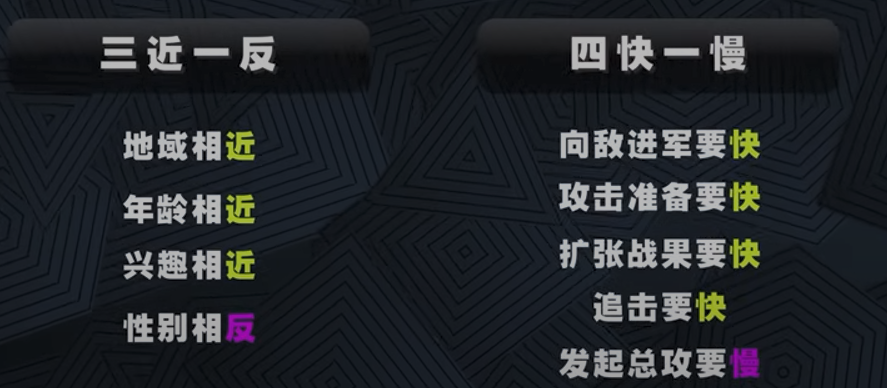 三近一反
地域相近
年龄相近
兴趣相近
性别相反
四快一慢
向敌进军要快
攻击准备要快
扩张战果要快
追击要快
发起总攻要慢